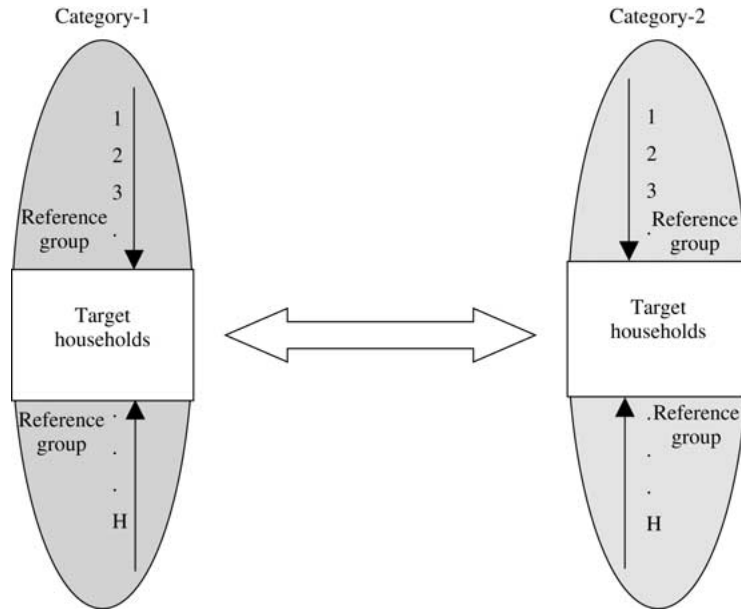 Category-1
1
2
3
Reference
group
.
Target
households
Reference
group
.
.
.
H
Category-2
1
2
3
Reference
group
.
Target
households
Reference
group
.
.
.
H